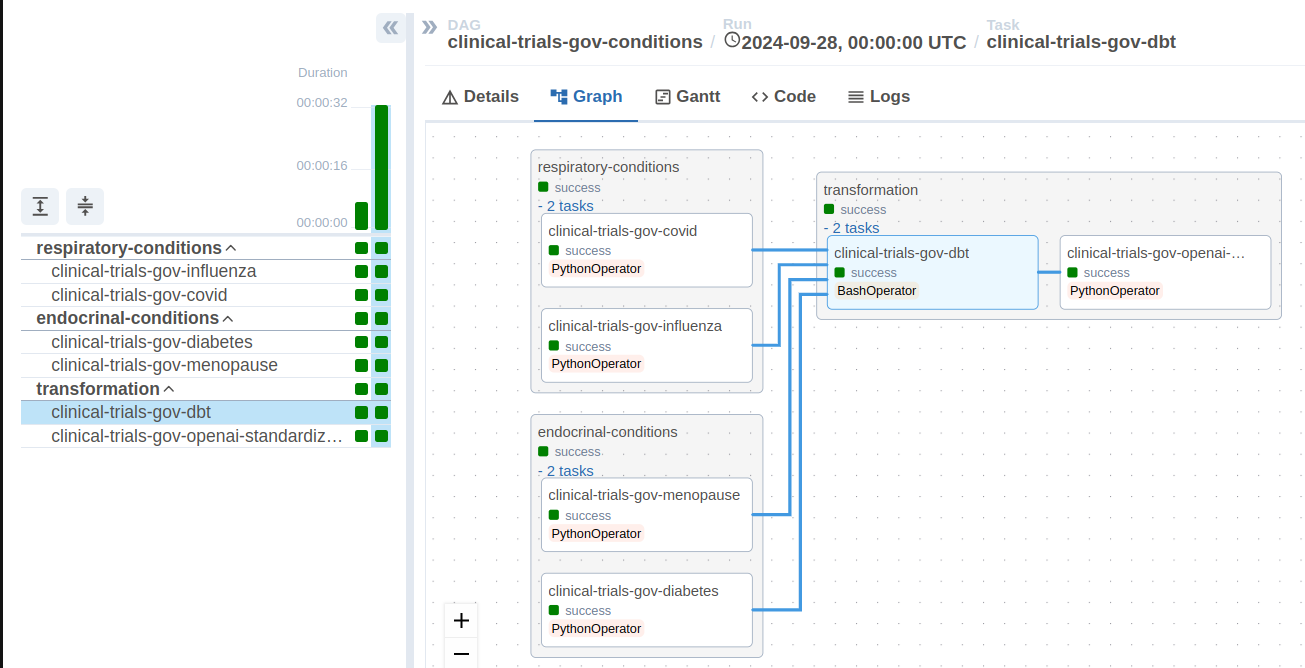 DAG
clinical-trials-gov-conditions
/
Run
2024-09-28, 00:00:00 UTC
/
Task
clinical-trials-gov-dbt
Duration
00:00:32
00:00:16
00:00:00
respiratory-conditions
clinical-trials-gov-influenza
clinical-trials-gov-covid
endocrinal-conditions
clinical-trials-gov-diabetes
clinical-trials-gov-menopause
transformation
clinical-trials-gov-dbt
clinical-trials-gov-openai-standardiz...
Details
Graph
Gantt
Code
Logs
respiratory-conditions
success
- 2 tasks
clinical-trials-gov-covid
success
PythonOperator
clinical-trials-gov-influenza
success
PythonOperator
endocrinal-conditions
success
- 2 tasks
clinical-trials-gov-menopause
success
PythonOperator
clinical-trials-gov-diabetes
success
PythonOperator
transformation
success
- 2 tasks
clinical-trials-gov-dbt
success
BashOperator
clinical-trials-gov-openai-...
success
PythonOperator